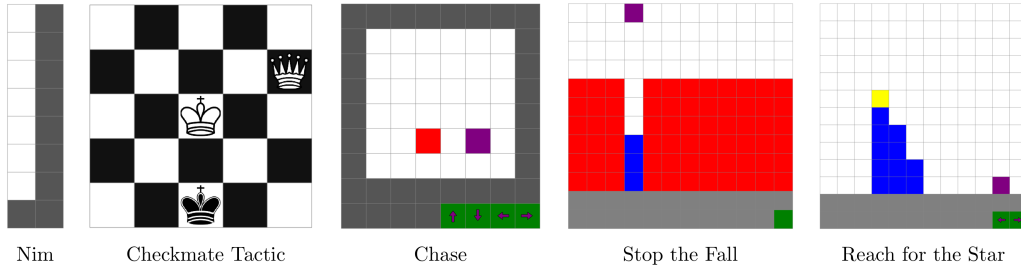 Nim
Checkmate Tactic
Chase
Stop the Fall
Reach for the Star